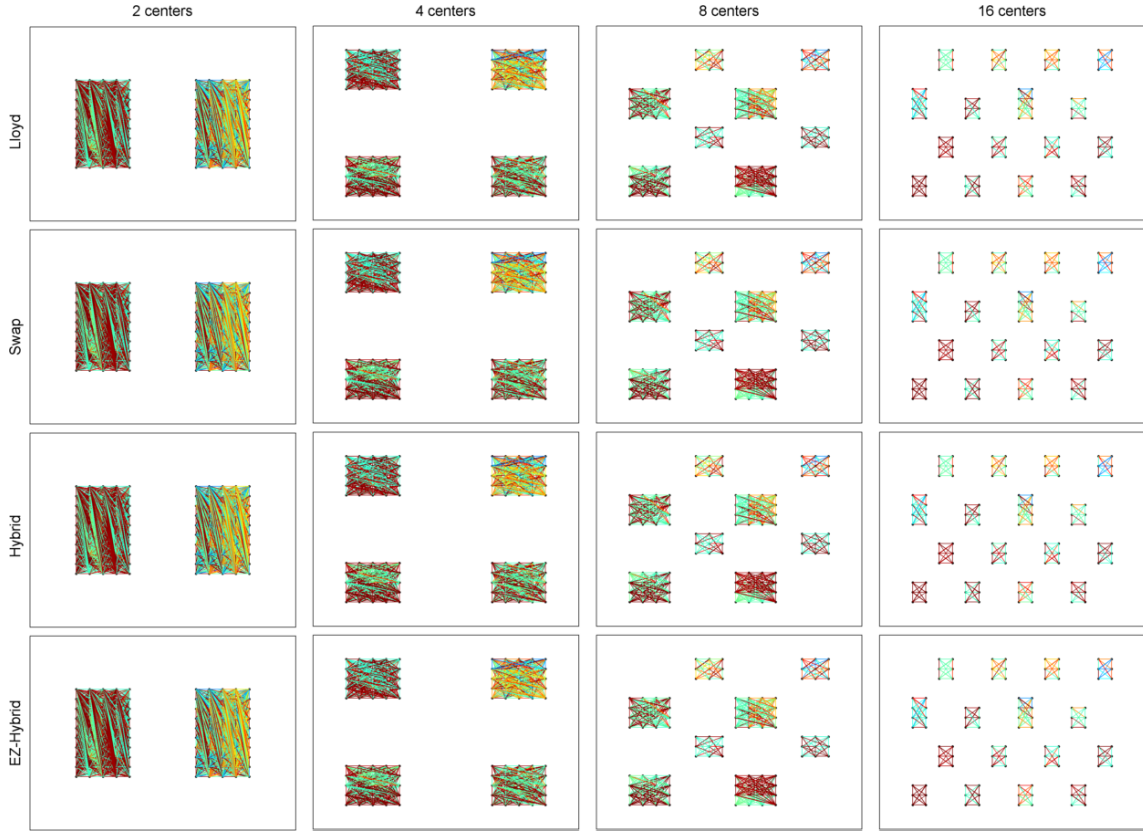 2 centers
4 centers
8 centers
16 centers
Lloyd
Swap
Hybrid
EZ-Hybrid